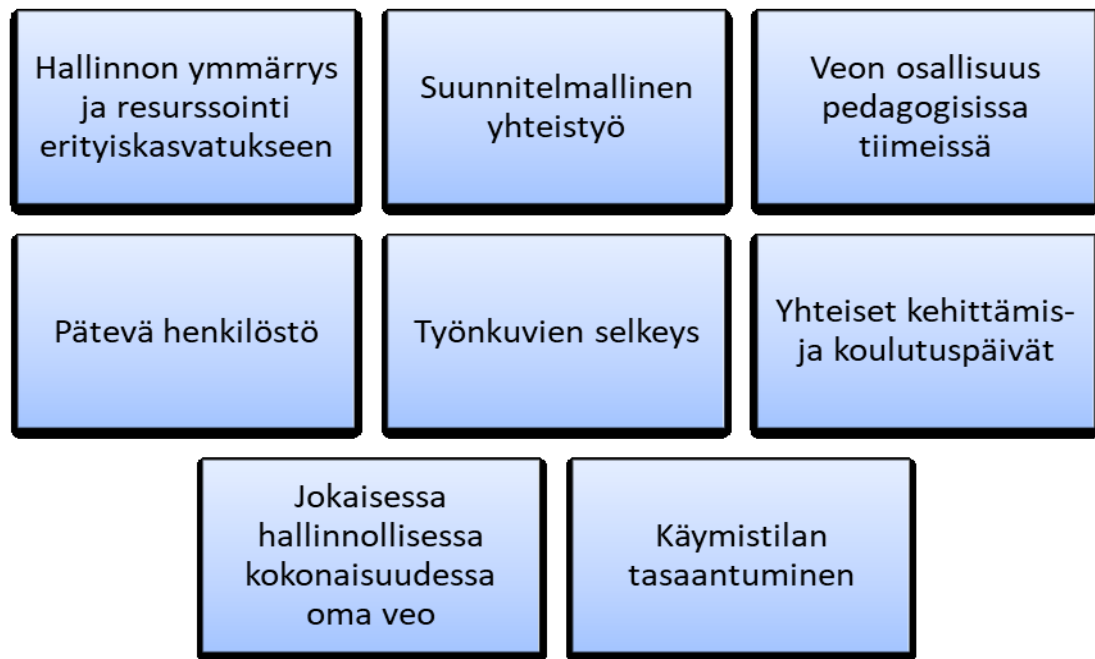 Hallinnon ymmärrys
ja resurssointi
erityiskasvatukseen
Suunnitelmallinen
yhteistyö
Veon osallisuus
pedagogisissa
tiimeissä
Pätevä henkilöstö
Työnkuvien selkeys
Yhteiset kehittämis-
ja koulutuspäivät
Jokaisessa
hallinnollisessa
kokonaisuudessa
oma veo
Käymistilan
tasaantuminen